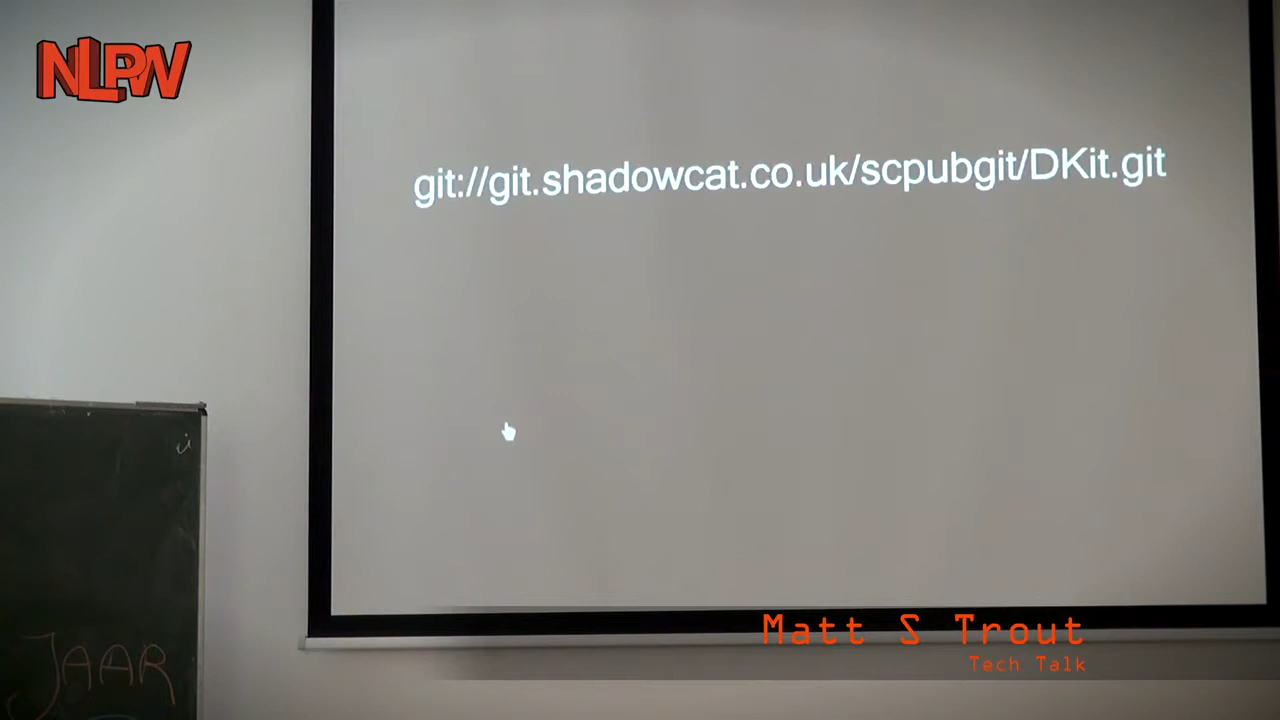 NLPW
git://git.shadowcat.co.uk/scpubgit/DKit.git
JAAR
Matt S Trout
Tech Talk